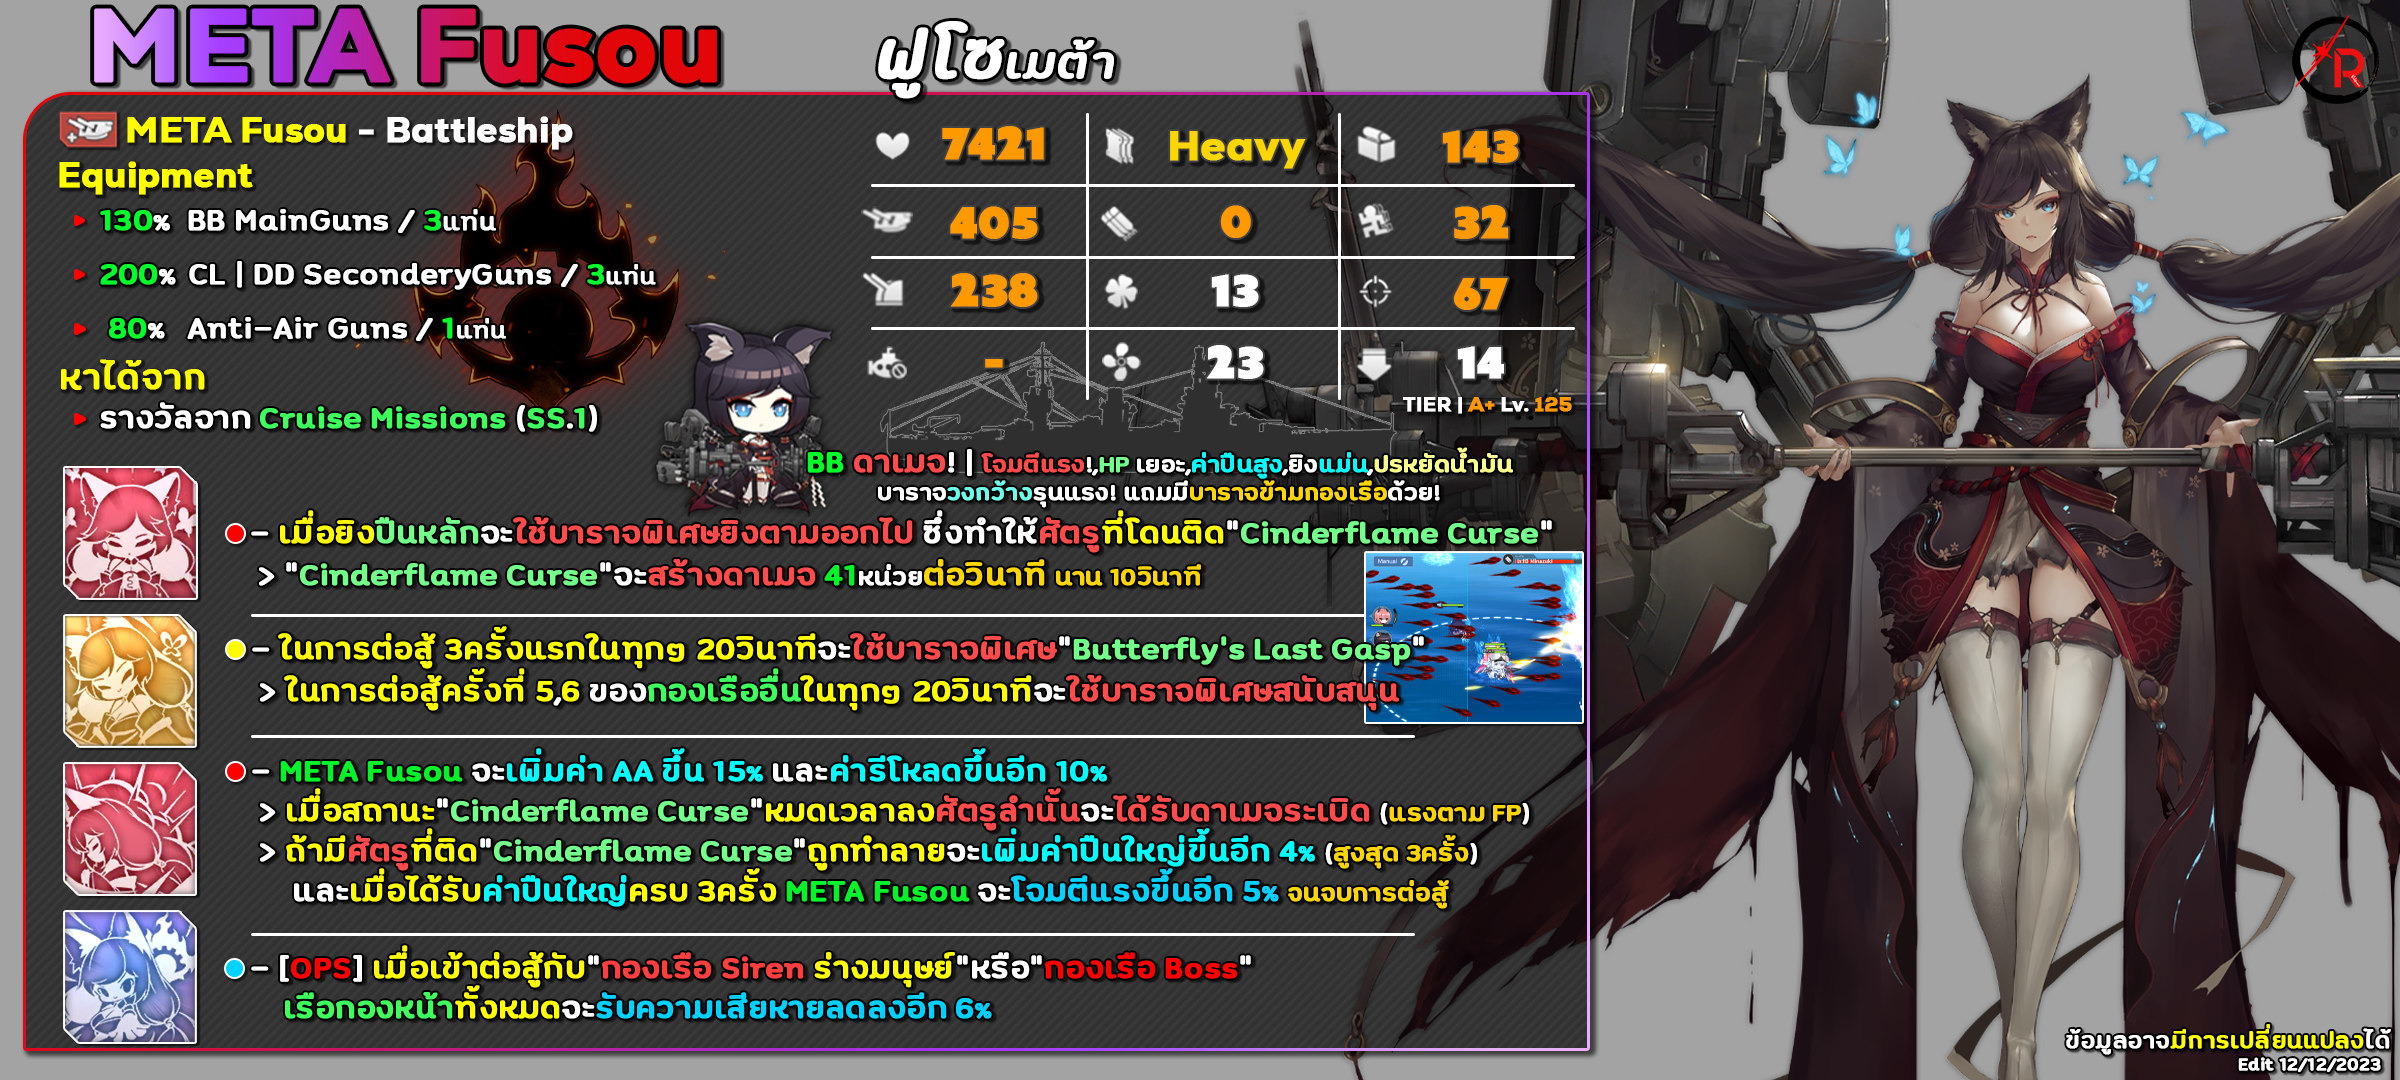 META Fusou
ฟูโซเมต้า
META Fusou - Battleship
Equipment
130% BB MainGuns / 3แท่น
200% CL | DD SeconderyGuns / 3แท่น
80% Anti-Air Guns / 1แท่น
หาได้จาก
รางวัลจาก Cruise Missions (SS.1)
7421 Heavy 143
405 0 32
238 13 67
- 23 14
TIER | A+ Lv. 125
BB ดาเมจ! | โจมตีแรง!,HP เยอะ,ค่าปืนสูง,ยิงแม่น,ปรหยัดน้ำมัน
บาราจวงกว้างรุนแรง! แถมมีบาราจข้ามกองเรือด้วย!
- เมื่อยิงปืนหลักจะใช้บาราจพิเศษยิงตามออกไป ซึ่งทำให้ศัตรูที่โดนติด"Cinderflame Curse"
> "Cinderflame Curse"จะสร้างดาเมจ 41หน่วยต่อวินาที นาน 10วินาที
Manual
- ในการต่อสู้ 3ครั้งแรกในทุกๆ 20วินาทีจะใช้บาราจพิเศษ"Butterfly's Last Gasp"
> ในการต่อสู้ครั้งที่ 5,6 ของกองเรืออื่นในทุกๆ 20วินาทีจะใช้บาราจพิเศษสนับสนุน
- META Fusou จะเพิ่มค่า AA ขึ้น 15% และค่ารีโหลดขึ้นอีก 10%
> เมื่อสถานะ"Cinderflame Curse"หมดเวลาลงศัตรูลำนั้นจะได้รับดาเมจระเบิด (แรงตาม FP)
> ถ้ามีศัตรูที่ติด"Cinderflame Curse"ถูกทำลายจะเพิ่มค่าปืนใหญ่ขึ้นอีก 4% (สูงสุด 3ครั้ง)
และเมื่อได้รับค่าปืนใหญ่ครบ 3ครั้ง META Fusou จะโจมตีแรงขึ้นอีก 5% จนจบการต่อสู้
- [OPS] เมื่อเข้าต่อสู้กับ"กองเรือ Siren ร่างมนุษย์"หรือ"กองเรือ Boss"
เรือกองหน้าทั้งหมดจะรับความเสียหายลดลงอีก 6%
R
ข้อมูลอาจมีการเปลี่ยนแปลงได้
Edit 12/12/2023